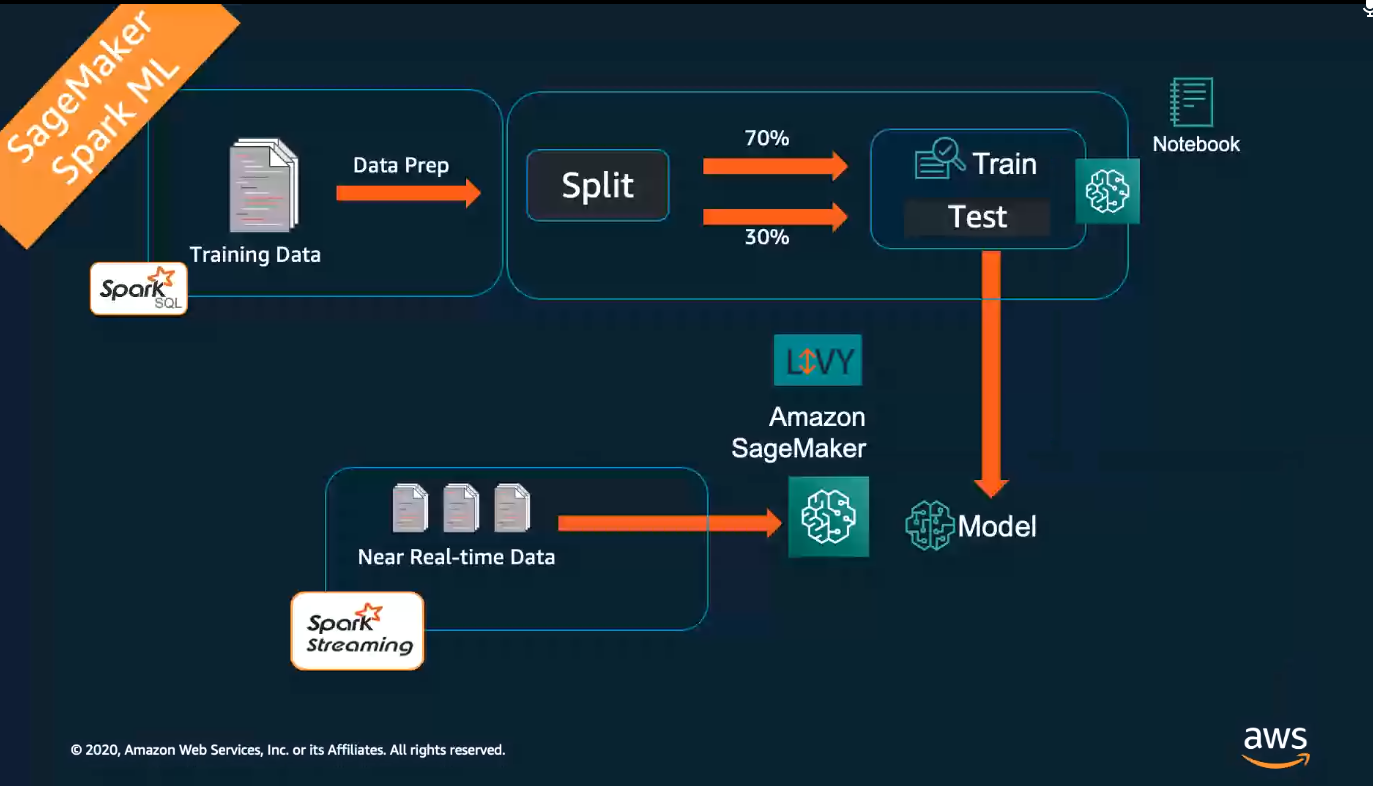 SageMaker
Spark ML
Data Prep
Training Data
Spark
SQL
Split
70%
30%
Train
Test
Notebook
LIVY
Amazon
SageMaker
Near Real-time Data
Model
Spark
Streaming
© 2020, Amazon Web Services, Inc. or its Affiliates. All rights reserved.
aws